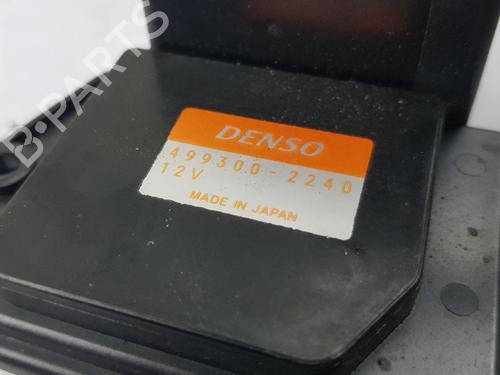 B-PARTS
DENSO
499300-2240
12V
MADE IN JAPAN